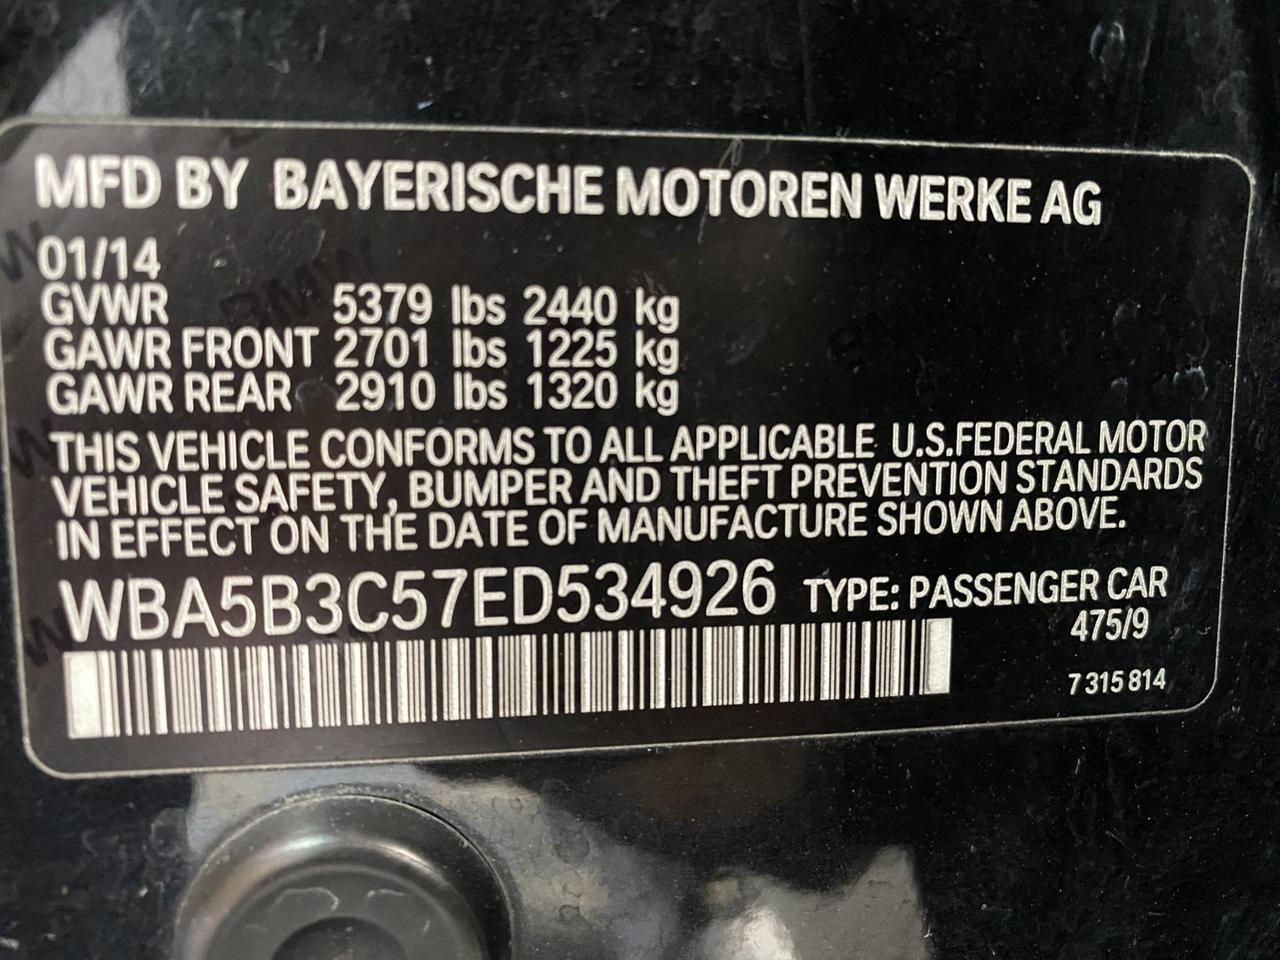 MFD BY BAYERISCHE MOTOREN WERKE AG
01/14
GVWR 5379 lbs 2440 kg
GAWR FRONT 2701 lbs 1225 kg
GAWR REAR 2910 lbs 1320 kg
THIS VEHICLE CONFORMS TO ALL APPLICABLE U.S.FEDERAL MOTOR
VEHICLE SAFETY, BUMPER AND THEFT PREVENTION STANDARDS
IN EFFECT ON THE DATE OF MANUFACTURE SHOWN ABOVE.
WBA5B3C57ED534926 TYPE: PASSENGER CAR
475/9
7 315 814